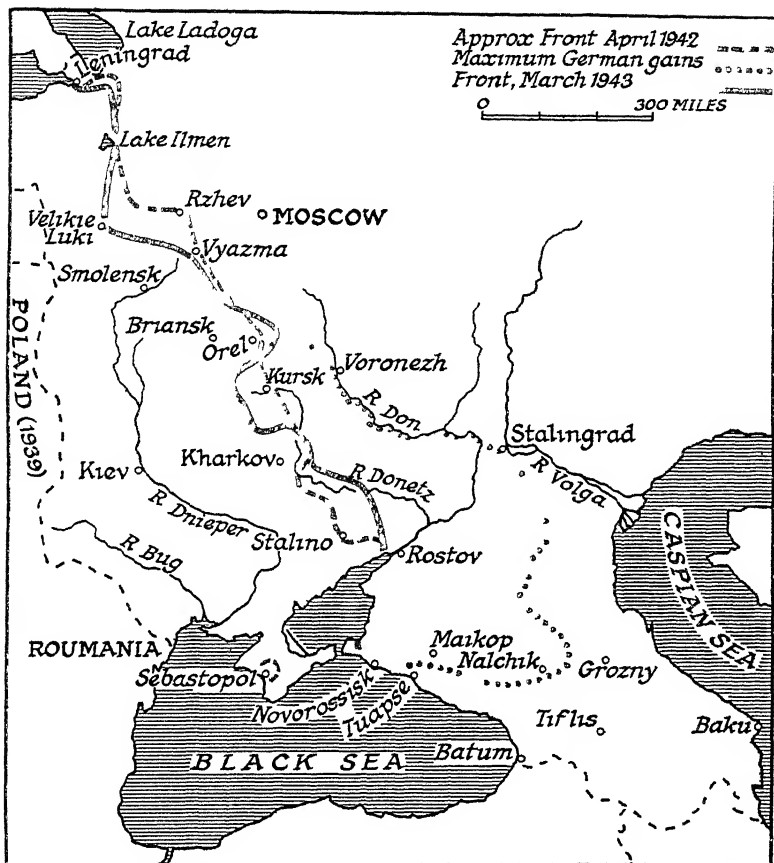 Lake Ladoga
Leningrad
Approx Front April 1942
Maximum German gains
Front, March 1943
0 300 MILES
Lake Ilmen
Rzhev
MOSCOW
Velikie
Luki
Vyazma
Smolensk
POLAND (1939)
Briansk
Orel
Voronezh
Kursk
R Don
Stalingrad
Kharkov
R Donetz
R Volga
Kiev
R Dnieper
Stalino
R Bug
Rostov
CASPIAN SEA
ROUMANIA
Maikop
Nalchik
Grozny
Sebastopol
Novorossisk
Tuapse
Tiflis
Baku
Batum
BLACK SEA